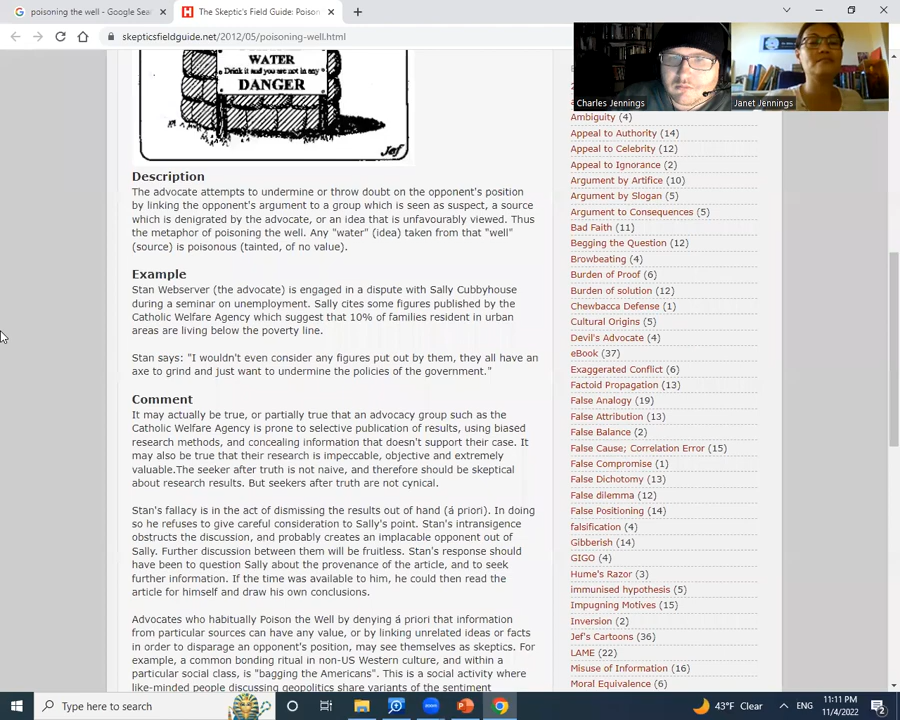 poisoning the well - Google Sea
The Skeptic's Field Guide: Poison
skepticsfieldguide.net/2012/05/poisoning-well.html
Charles Jennings
Janet Jennings
WATER
Drink it and you are not in any
DANGER
Jef
Description
The advocate attempts to undermine or throw doubt on the opponent's position
by linking the opponent's argument to a group which is seen as suspect, a source
which is denigrated by the advocate, or an idea that is unfavourably viewed. Thus
the metaphor of poisoning the well. Any "water" (idea) taken from that "well"
(source) is poisonous (tainted, of no value).
Example
Stan Webserver (the advocate) is engaged in a dispute with Sally Cubbyhouse
during a seminar on unemployment. Sally cites some figures published by the
Catholic Welfare Agency which suggest that 10% of families resident in urban
areas are living below the poverty line.
Stan says: "I wouldn't even consider any figures put out by them, they all have an
axe to grind and just want to undermine the policies of the government."
Comment
It may actually be true, or partially true that an advocacy group such as the
Catholic Welfare Agency is prone to selective publication of results, using biased
research methods, and concealing information that doesn't support their case. It
may also be true that their research is impeccable, objective and extremely
valuable.The seeker after truth is not naive, and therefore should be skeptical
about research results. But seekers after truth are not cynical.
Stan's fallacy is in the act of dismissing the results out of hand (á priori). In doing
so he refuses to give careful consideration to Sally's point. Stan's intransigence
obstructs the discussion, and probably creates an implacable opponent out of
Sally. Further discussion between them will be fruitless. Stan's response should
have been to question Sally about the provenance of the article, and to seek
further information. If the time was available to him, he could then read the
article for himself and draw his own conclusions.
Advocates who habitually Poison the Well by denying á priori that information
from particular sources can have any value, or by linking unrelated ideas or facts
in order to disparage an opponent's position, may see themselves as skeptics. For
example, a common bonding ritual in non-US Western culture, and within a
particular social class, is "bagging the Americans". This is a social activity where
like-minded people discussing geopolitics share variants of the sentiment
Ambiguity (4)
Appeal to Authority (14)
Appeal to Celebrity (12)
Appeal to Ignorance (2)
Argument by Artifice (10)
Argument by Slogan (5)
Argument to Consequences (5)
Bad Faith (11)
Begging the Question (12)
Browbeating (4)
Burden of Proof (6)
Burden of solution (12)
Chewbacca Defense (1)
Cultural Origins (5)
Devil's Advocate (4)
eBook (37)
Exaggerated Conflict (6)
Factoid Propagation (13)
False Analogy (19)
False Attribution (13)
False Balance (2)
False Cause; Correlation Error (15)
False Compromise (1)
False Dichotomy (13)
False dilemma (12)
False Positioning (14)
falsification (4)
Gibberish (14)
GIGO (4)
Hume's Razor (3)
immunised hypothesis (5)
Impugning Motives (15)
Inversion (2)
Jef's Cartoons (36)
LAME (22)
Misuse of Information (16)
Moral Equivalence (6)
Type here to search
43°F Clear
ENG
11:11 PM
11/4/2022
2